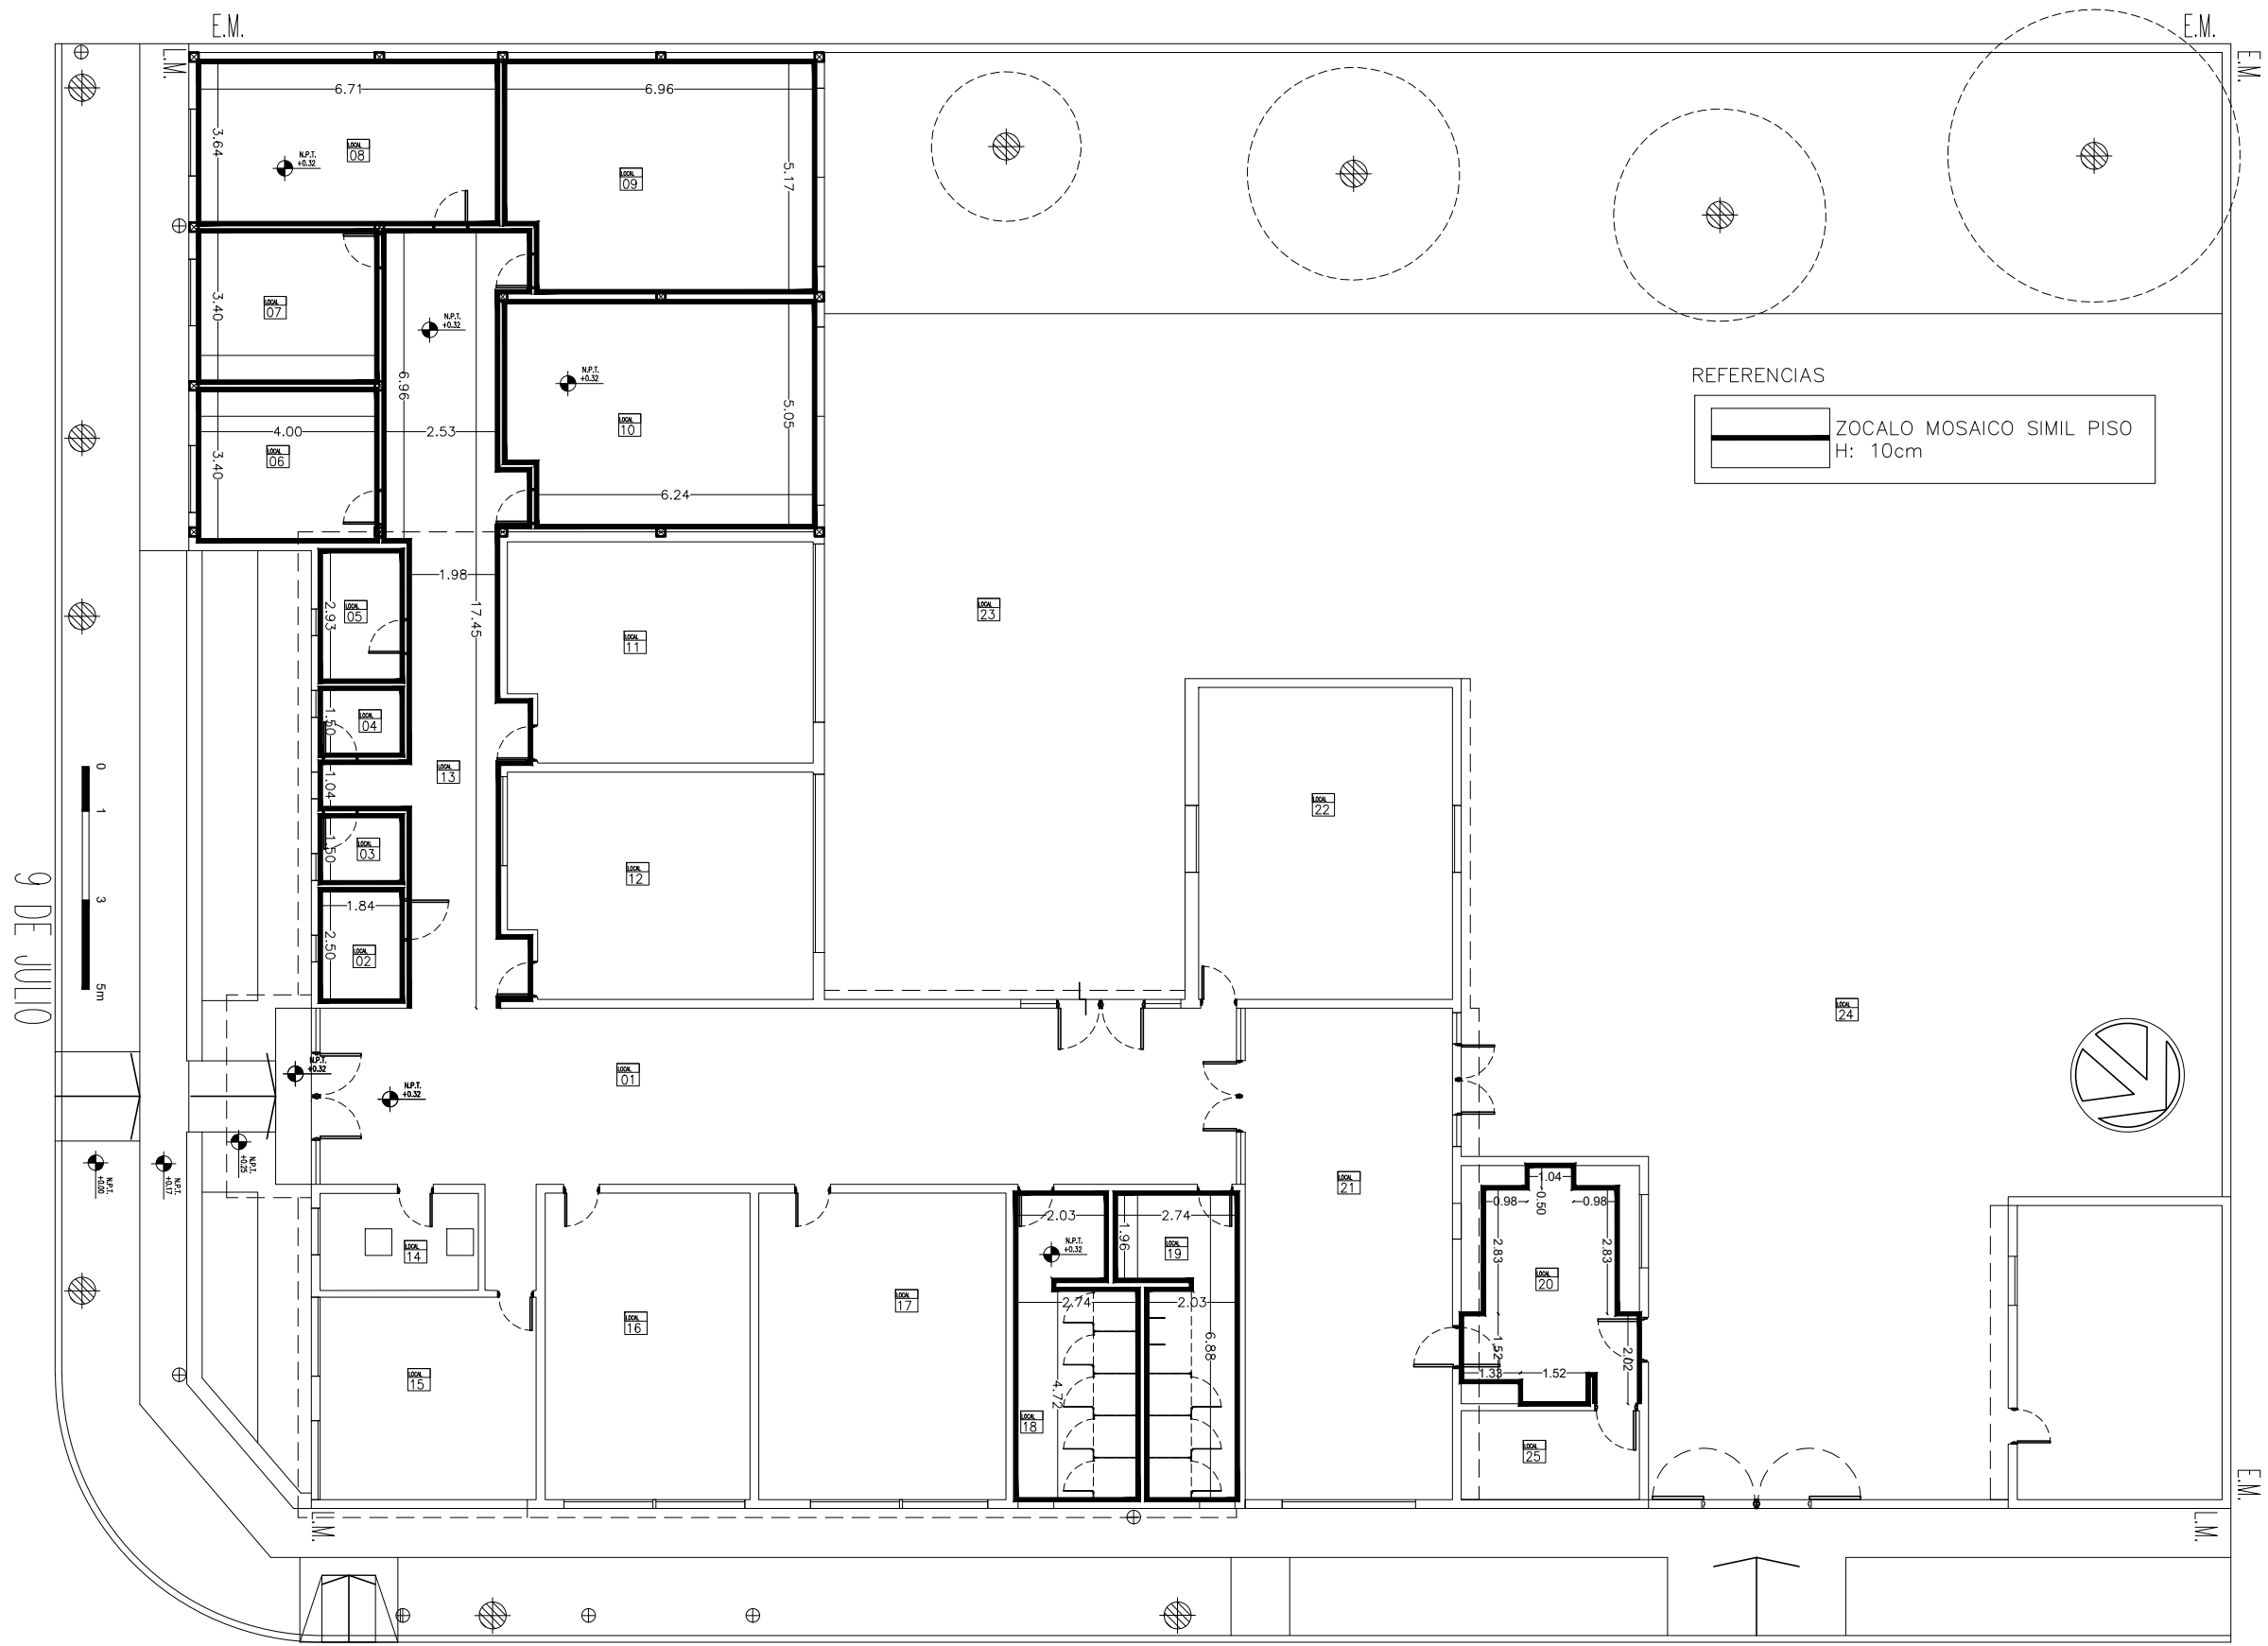 E.M.
E.M.
L.M.
E.M.
6.71
6.96
3.64
LOCAL
08
N.P.T.
+0.32
LOCAL
09
5.17
LOCAL
07
3.40
N.P.T.
+0.32
6.96
N.P.T.
+0.32
REFERENCIAS
ZOCALO MOSAICO SIMIL PISO
H: 10cm
4.00
2.53
LOCAL
10
5.05
LOCAL
06
3.40
6.24
1.98
LOCAL
05
2.93
17.45
LOCAL
11
LOCAL
23
LOCAL
04
1.50
LOCAL
13
1.04
LOCAL
22
0
1
3
5m
LOCAL
03
1.50
LOCAL
12
1.84
LOCAL
02
2.50
9 DE JULIO
LOCAL
24
N.P.T.
+0.32
N.P.T.
+0.32
LOCAL
01
N.P.T.
+0.00
N.P.T.
+0.17
N.P.T.
+0.25
LOCAL
21
1.04
0.98
0.50
0.98
2.03
2.74
1.96
N.P.T.
+0.32
LOCAL
19
LOCAL
14
2.83
2.83
LOCAL
20
LOCAL
16
LOCAL
17
2.74
2.03
6.88
1.52
2.02
1.33
1.52
LOCAL
15
4.72
LOCAL
18
LOCAL
25
E.M.
L.M.
L.M.